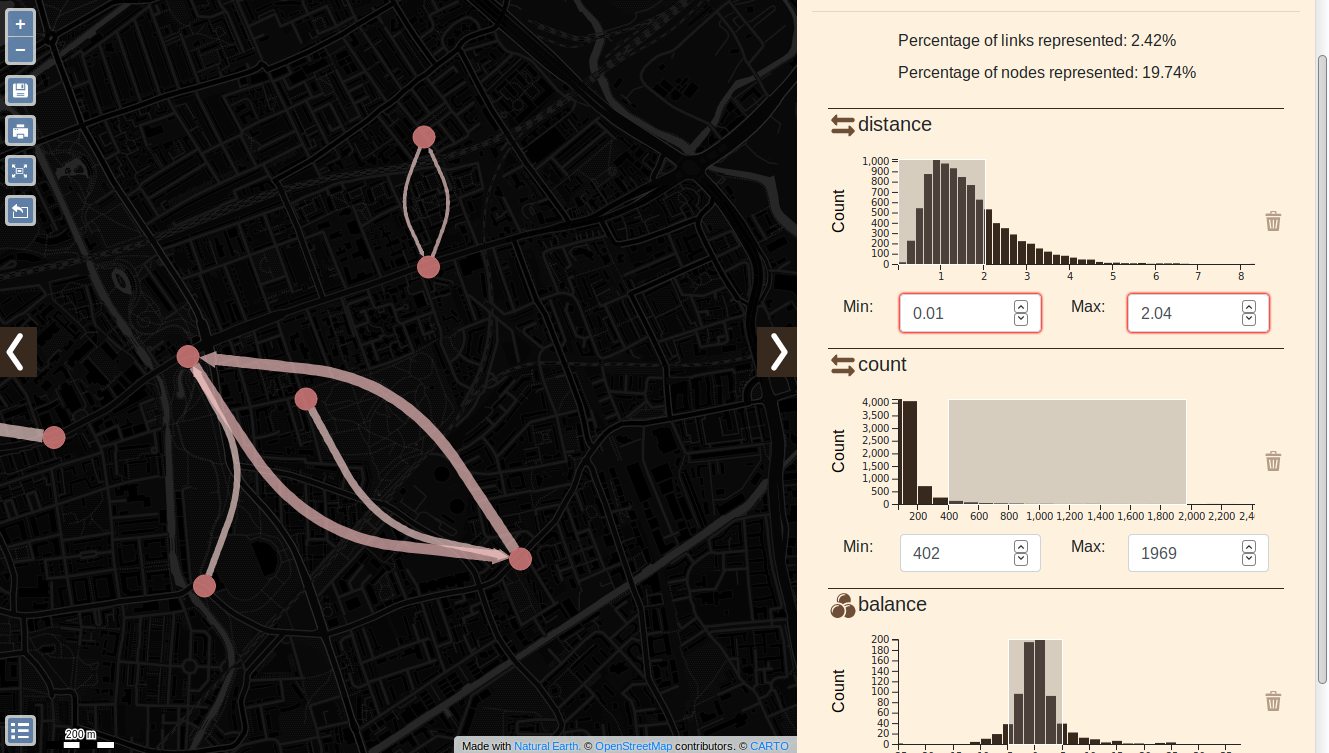 +
−
200 m
Made with Natural Earth. © OpenStreetMap contributors. © CARTO
Percentage of links represented: 2.42%
Percentage of nodes represented: 19.74%
distance
Count
1,000
900
800
700
600
500
400
300
200
100
0
1 2 3 4 5 6 7 8
Min: 0.01 Max: 2.04
count
Count
4,000
3,500
3,000
2,500
2,000
1,500
1,000
500
0
200 400 600 800 1,000 1,200 1,400 1,600 1,800 2,000 2,200 2,4
Min: 402 Max: 1969
balance
Count
200
180
160
140
120
100
80
60
40
20
0